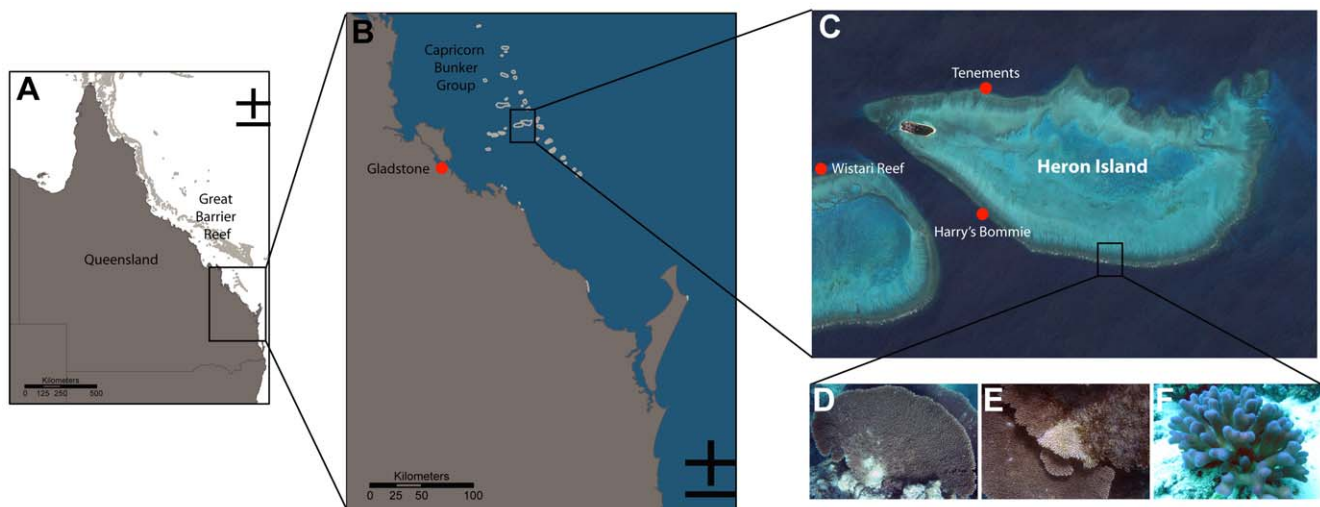 A
Great
Barrier
Reef
Queensland
Kilometers
0 125 250 500
B
Capricorn
Bunker
Group
Gladstone
Kilometers
0 25 50 100
C
Tenements
Heron Island
Wistari Reef
Harry's Bommie
D
E
F